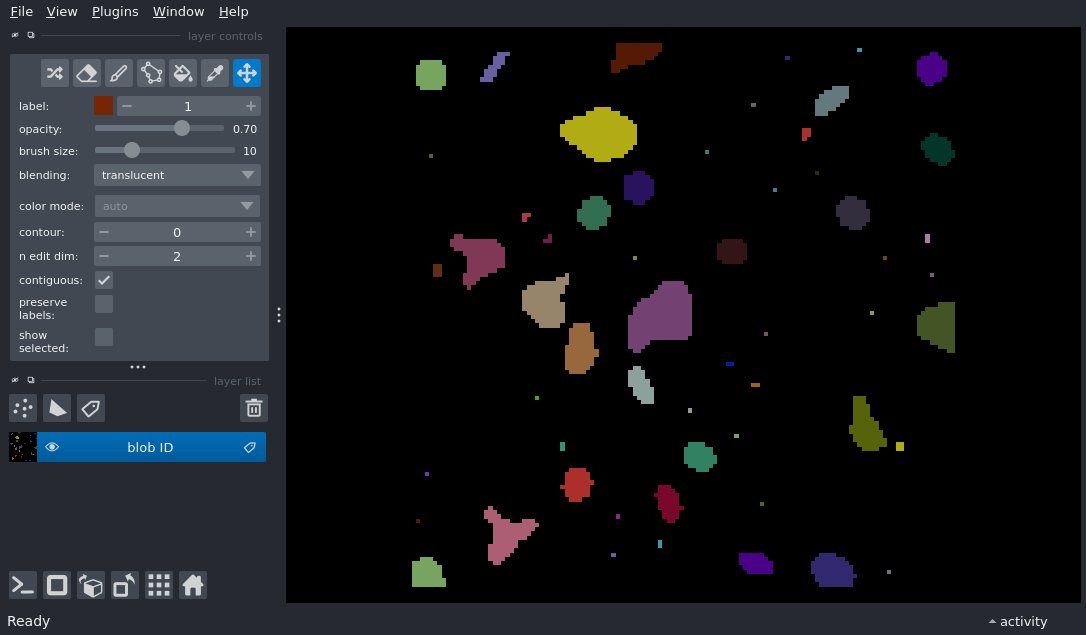 File View Plugins Window Help
layer controls
label: 1
opacity: 0.70
brush size: 10
blending: translucent
color mode: auto
contour: 0
n edit dim: 2
contiguous:
preserve
labels:
show
selected:
layer list
blob ID
Ready activity